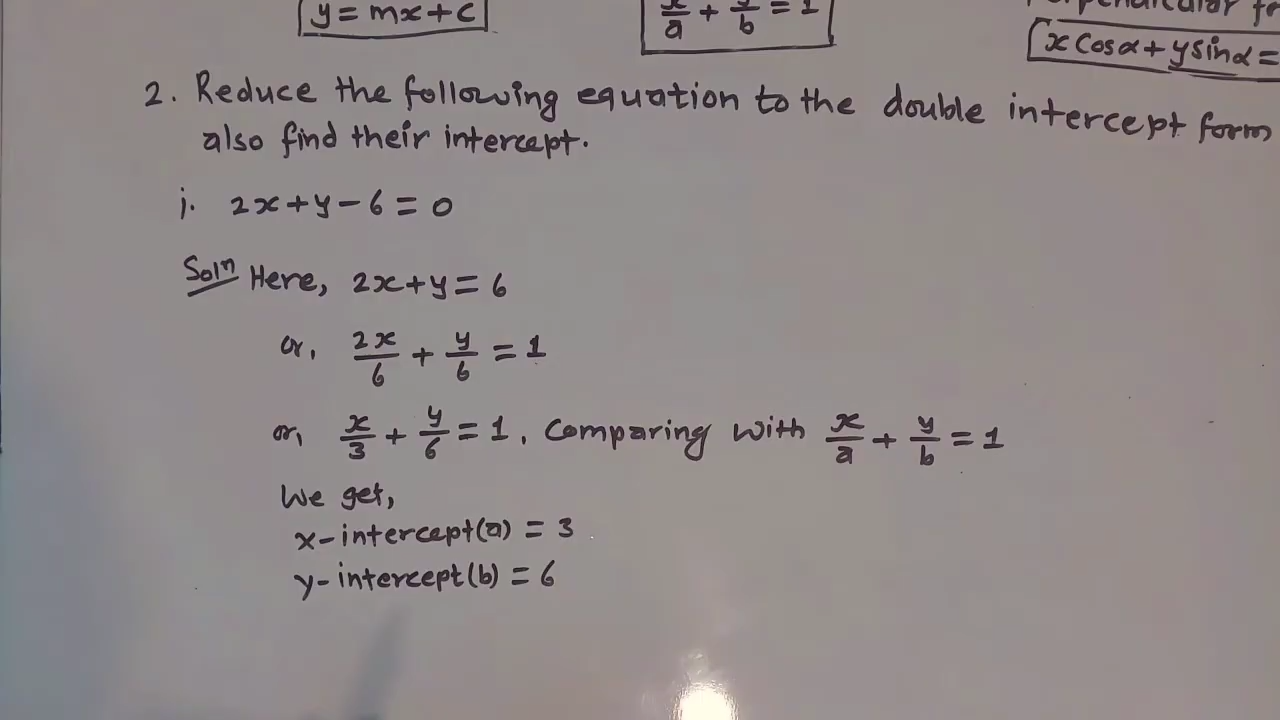 y = mx + c
x/a + y/b = 1
x cosα + y sinα =
2. Reduce the following equation to the double intercept form
also find their intercept.
i. 2x + y - 6 = 0
Solⁿ Here, 2x + y = 6
or, 2x/6 + y/6 = 1
or, x/3 + y/6 = 1, comparing with x/a + y/b = 1
We get,
x-intercept(a) = 3
y-intercept(b) = 6